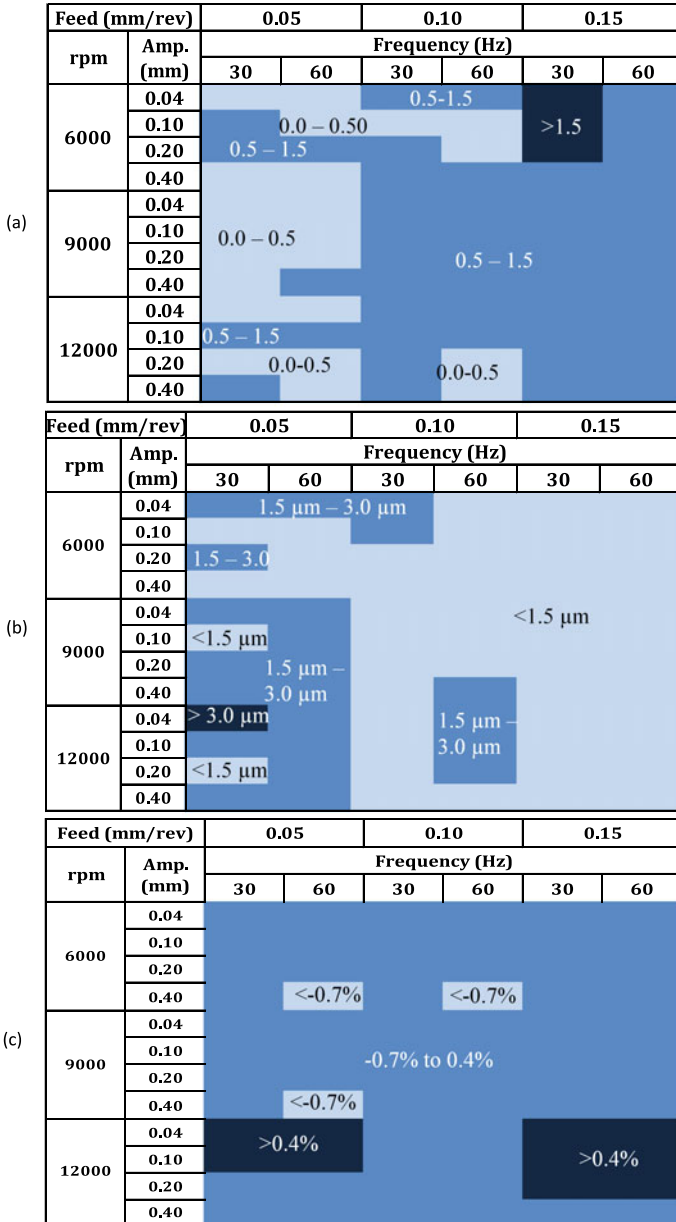 Feed (mm/rev) 0.05 0.10 0.15
rpm Amp. (mm) Frequency (Hz)
30 60 30 60 30 60
6000
0.04 0.5-1.5
0.10 0.0 – 0.50 >1.5
0.20 0.5 – 1.5
0.40
(a)
9000
0.04
0.10 0.0 – 0.5
0.20 0.5 – 1.5
0.40
12000
0.04
0.10 0.5 – 1.5
0.20 0.0-0.5 0.0-0.5
0.40
Feed (mm/rev) 0.05 0.10 0.15
rpm Amp. (mm) Frequency (Hz)
30 60 30 60 30 60
6000
0.04 1.5 µm – 3.0 µm
0.10
0.20 1.5 – 3.0
0.40
(b)
9000
0.04 <1.5 µm
0.10 <1.5 µm
0.20 1.5 µm –
0.40 3.0 µm
12000
0.04 > 3.0 µm 1.5 µm –
0.10 3.0 µm
0.20 <1.5 µm
0.40
Feed (mm/rev) 0.05 0.10 0.15
rpm Amp. (mm) Frequency (Hz)
30 60 30 60 30 60
6000
0.04
0.10
0.20
0.40 <-0.7% <-0.7%
(c)
9000
0.04
0.10 -0.7% to 0.4%
0.20
0.40 <-0.7%
12000
0.04 >0.4%
0.10 >0.4%
0.20
0.40